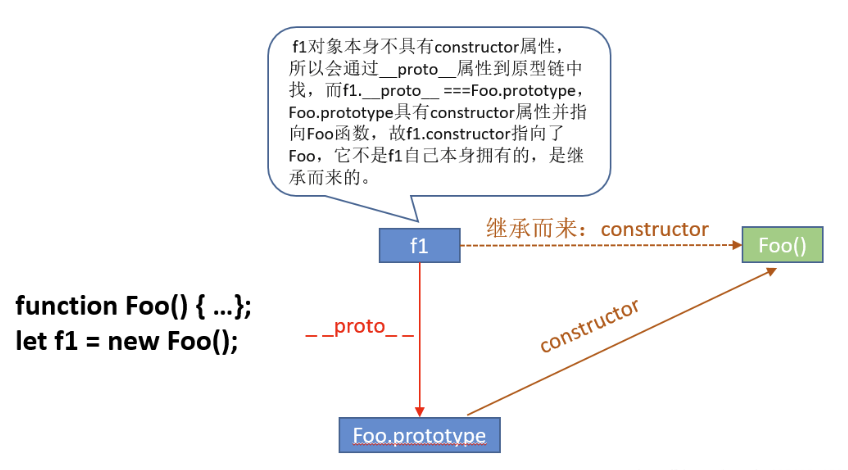 f1对象本身不具有constructor属性，
所以会通过__proto__属性到原型链中
找，而f1.__proto__ ===Foo.prototype，
Foo.prototype具有constructor属性并指
向Foo函数，故f1.constructor指向了
Foo，它不是f1自己本身拥有的，是继
承而来的。
f1
继承而来：constructor
Foo()
function Foo() { ...};
let f1 = new Foo();
_ _proto_ _
constructor
Foo.prototype